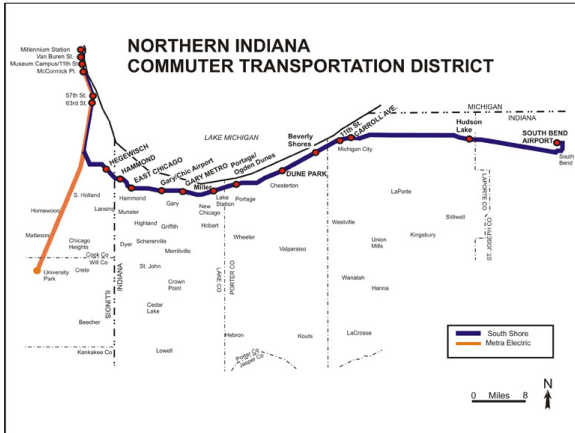 NORTHERN INDIANA
COMMUTER TRANSPORTATION DISTRICT
Millennium Station
Van Buren St.
Museum Campus/11th St.
McCormick Pl.
57th St.
63rd St.
LAKE MICHIGAN
MICHIGAN
INDIANA
HEGEWISCH
HAMMOND
EAST CHICAGO
Gary/Chic Airport
GARY METRO
Miller
Portage/
Ogden Dunes
DUNE PARK
Beverly
Shores
11th ST.
CARROLL AVE.
Michigan City
Hudson
Lake
SOUTH BEND
AIRPORT
South
Bend
S. Holland
Homewood
Lansing
Hammond
Munster
Gary
New
Chicago
Lake
Station
Portage
Chesterton
LaPorte
Matteson
Chicago
Heights
Highland
Griffith
Hobart
Wheeler
Westville
Stillwell
Kingsbury
Dyer
Schererville
Merrillville
Valparaiso
Union
Mills
Cook Co
Will Co
University
Park
Crete
St. John
Crown
Point
Wanatah
Hanna
ILLINOIS
INDIANA
LAKE CO
PORTER CO
LAPORTE CO
ST. JOSEPH CO
Cedar
Lake
Beecher
Hebron
Kouts
LaCrosse
Kankakee Co
Lowell
Porter Co
Jasper Co
South Shore
Metra Electric
0 Miles 8
N